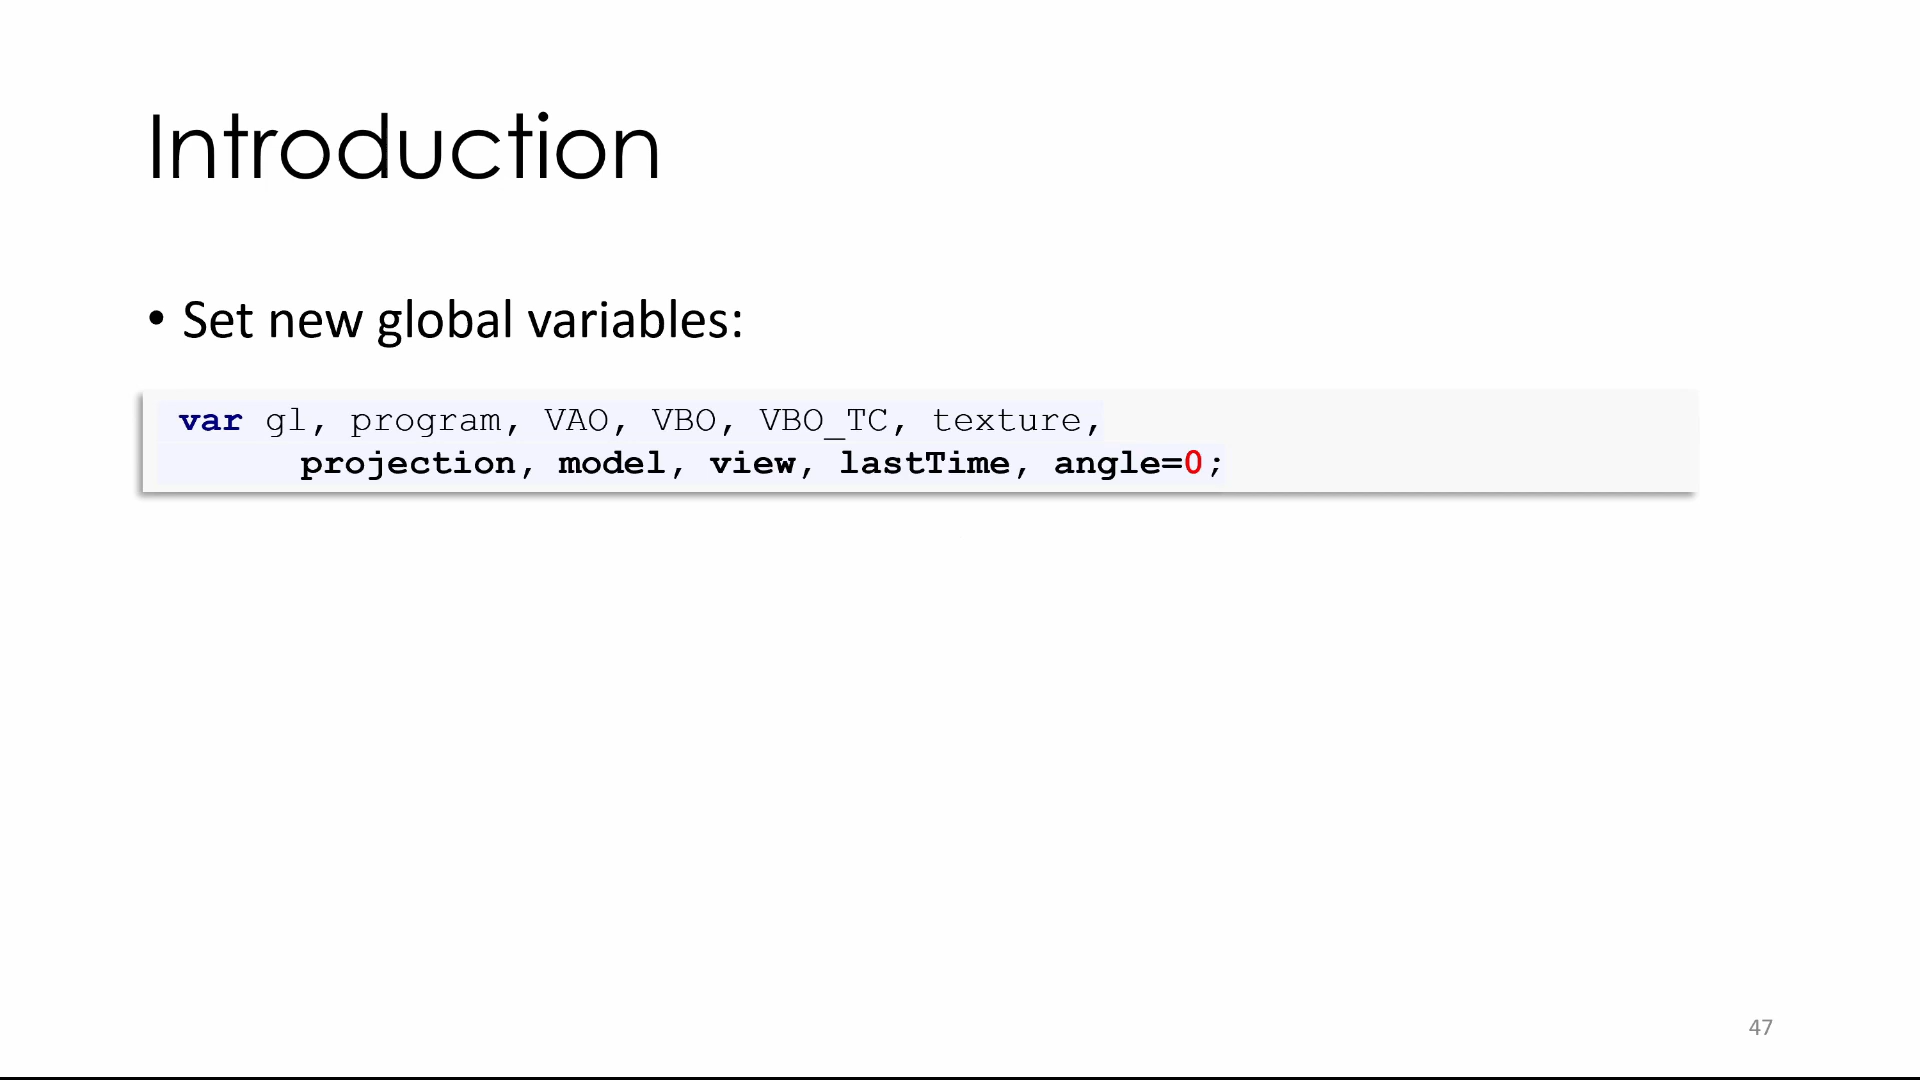 Introduction
• Set new global variables:
var gl, program, VAO, VBO, VBO_TC, texture,
projection, model, view, lastTime, angle=0;
47